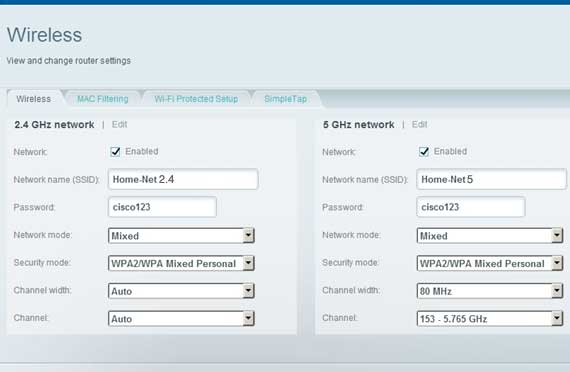 Wireless
View and change router settings
Wireless MAC Filtering Wi-Fi Protected Setup SimpleTap
2.4 GHz network | Edit
Network: Enabled
Network name (SSID): Home-Net 2.4
Password: cisco123
Network mode: Mixed
Security mode: WPA2/WPA Mixed Personal
Channel width: Auto
Channel: Auto
5 GHz network | Edit
Network: Enabled
Network name (SSID): Home-Net 5
Password: cisco123
Network mode: Mixed
Security mode: WPA2/WPA Mixed Personal
Channel width: 80 MHz
Channel: 153 - 5.765 GHz